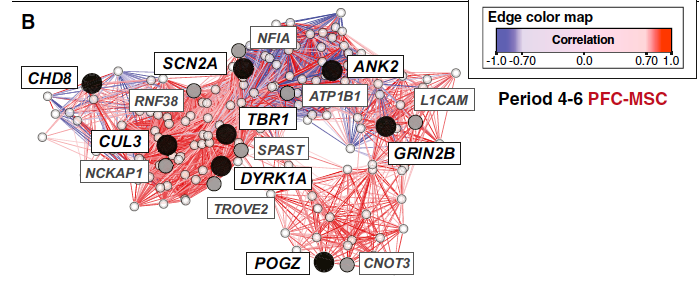 B
NFIA
SCN2A
ANK2
CHD8
RNF38
ATP1B1
L1CAM
TBR1
CUL3
SPAST
GRIN2B
NCKAP1
DYRK1A
TROVE2
POGZ
CNOT3
Edge color map
Correlation
-1.0 -0.70 0.0 0.70 1.0
Period 4-6 PFC-MSC